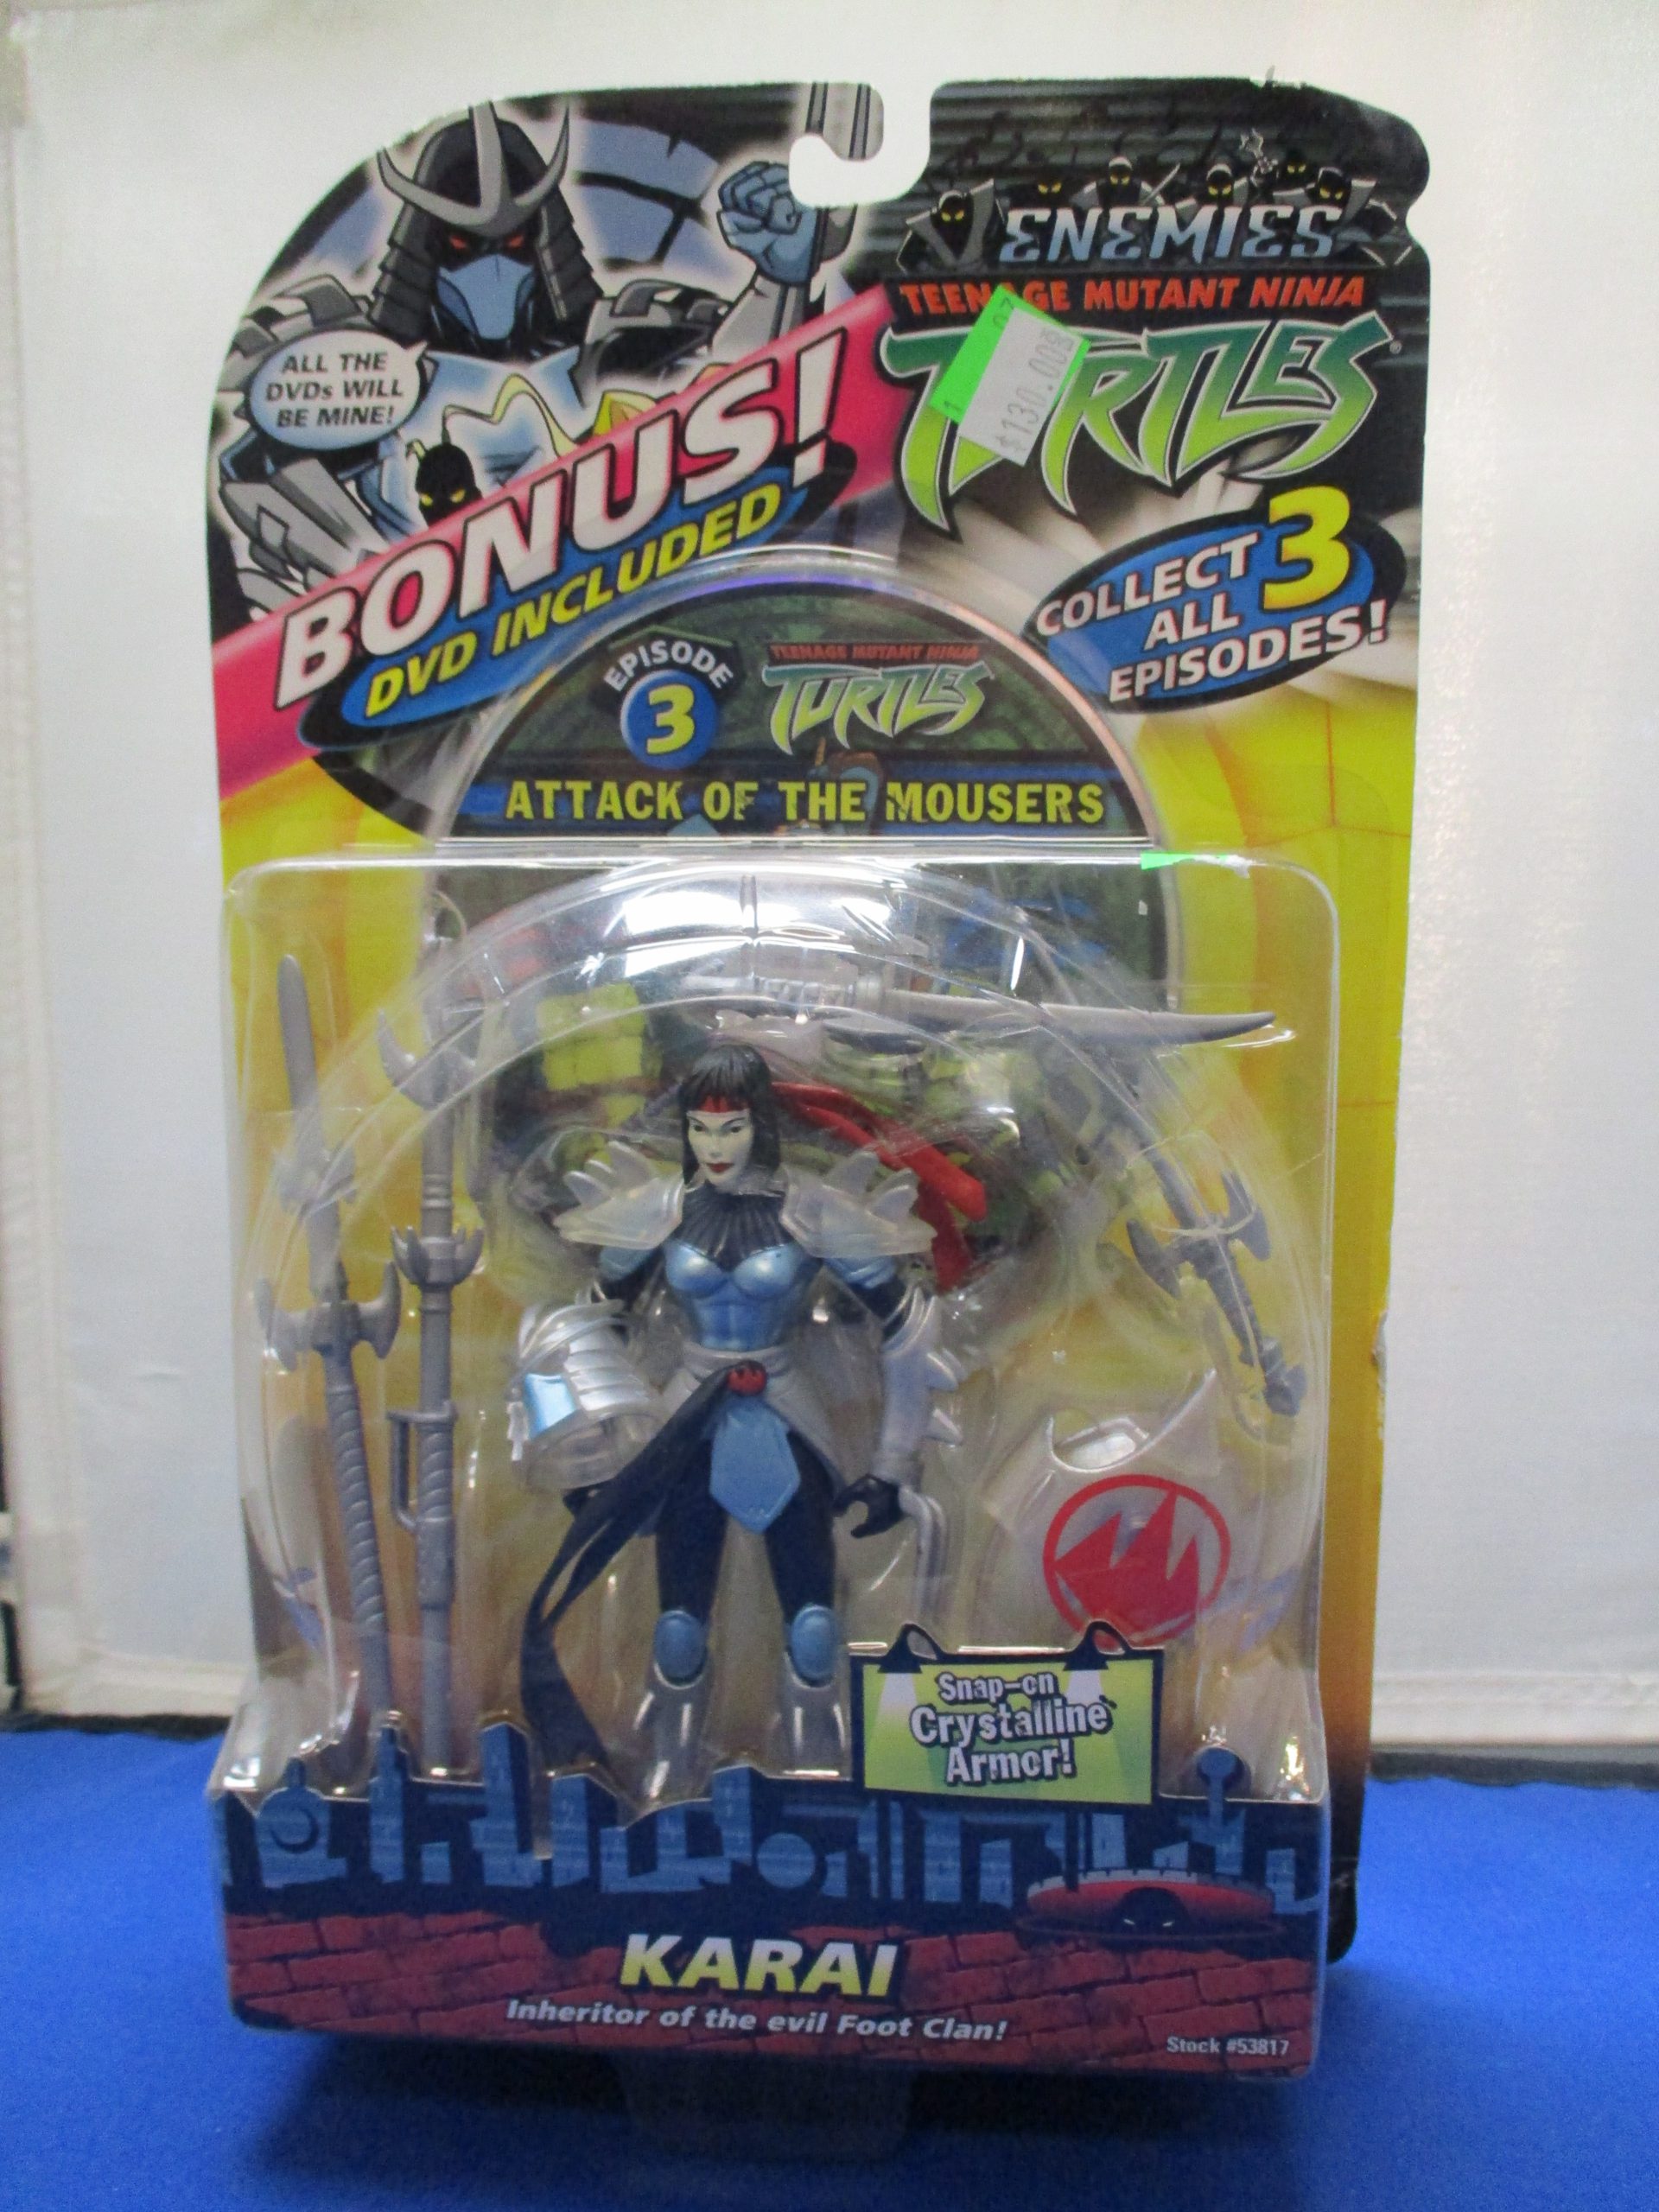 ENEMIES
TEENAGE MUTANT NINJA
TURTLES
$130.00
ALL THE
DVDs WILL
BE MINE!
BONUS!
DVD INCLUDED
COLLECT
ALL 3
EPISODES!
EPISODE
3
TEENAGE MUTANT NINJA
TURTLES
ATTACK OF THE MOUSERS
Snap-on
Crystalline
Armor!
KARAI
Inheritor of the evil Foot Clan!
Stock #53817